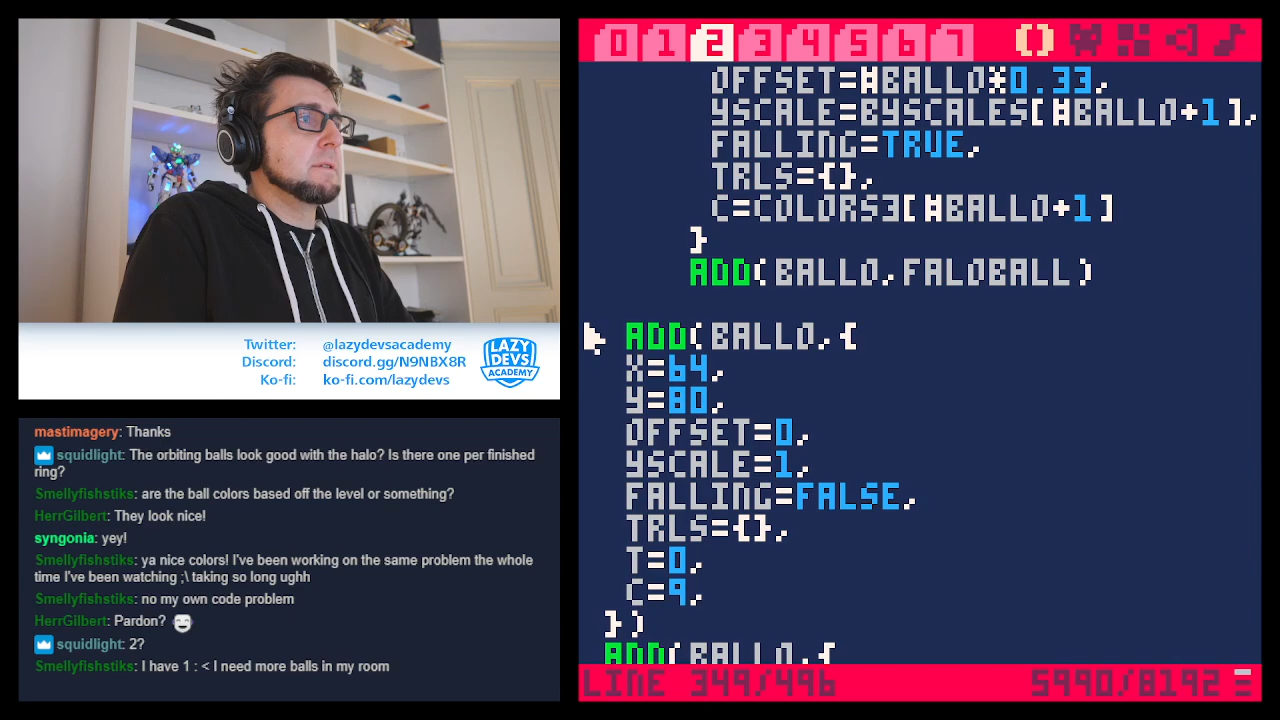 Twitter: @lazydevsacademy
Discord: discord.gg/N9NBX8R
Ko-fi: ko-fi.com/lazydevs
LAZY
DEVS
ACADEMY
mastimagery: Thanks
squidlight: The orbiting balls look good with the halo? Is there one per finished
ring?
Smellyfishstiks: are the ball colors based off the level or something?
HerrGilbert: They look nice!
syngonia: yey!
Smellyfishstiks: ya nice colors! I've been working on the same problem the whole
time I've been watching ;\ taking so long ughh
Smellyfishstiks: no my own code problem
HerrGilbert: Pardon?
squidlight: 2?
Smellyfishstiks: I have 1 : < I need more balls in my room
0 1 2 3 4 5 6 7 ()
OFFSET=#BALLO*0.33,
YSCALE=BYSCALES[#BALLO+1],
FALLING=TRUE,
TRLS={},
C=COLORS3[#BALLO+1]
}
ADD(BALLO,FALOBALL)
ADD(BALLO,{
X=64,
Y=80,
OFFSET=0,
YSCALE=1,
FALLING=FALSE,
TRLS={},
T=0,
C=9,
})
ADD(BALLO,{
LINE 349/496 5990/8192